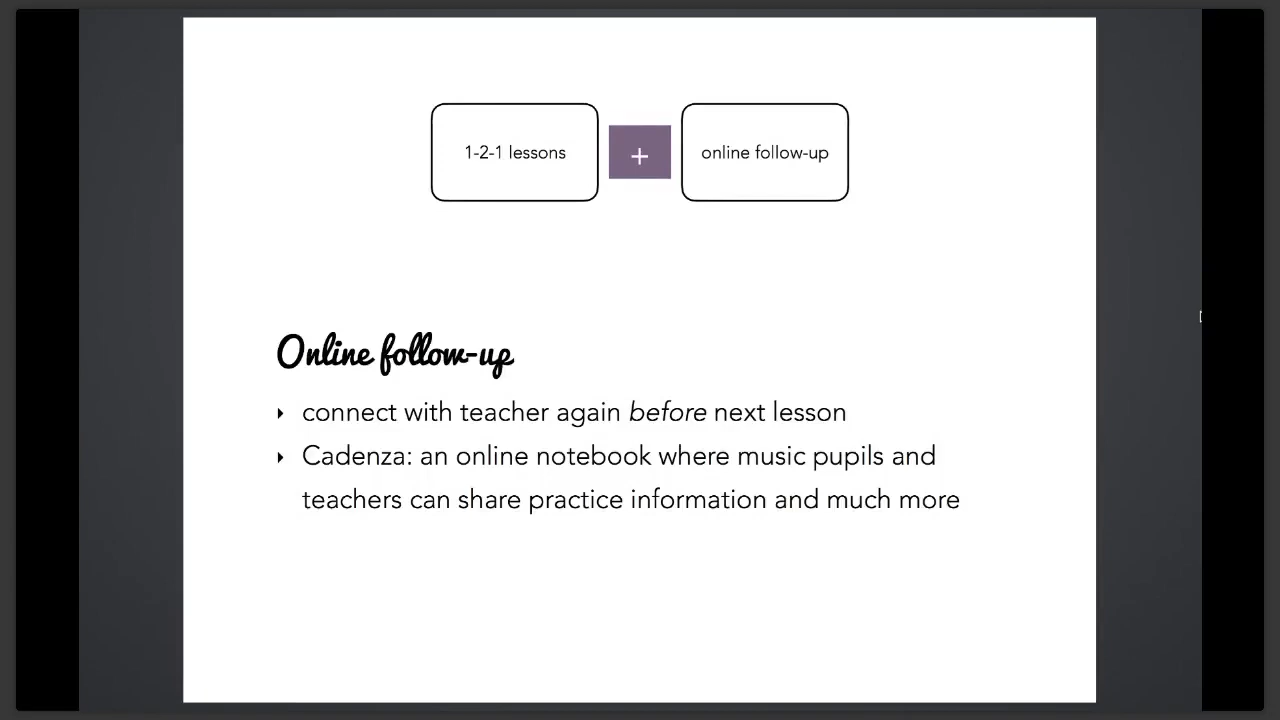 1-2-1 lessons + online follow-up
Online follow-up
connect with teacher again before next lesson
Cadenza: an online notebook where music pupils and
teachers can share practice information and much more